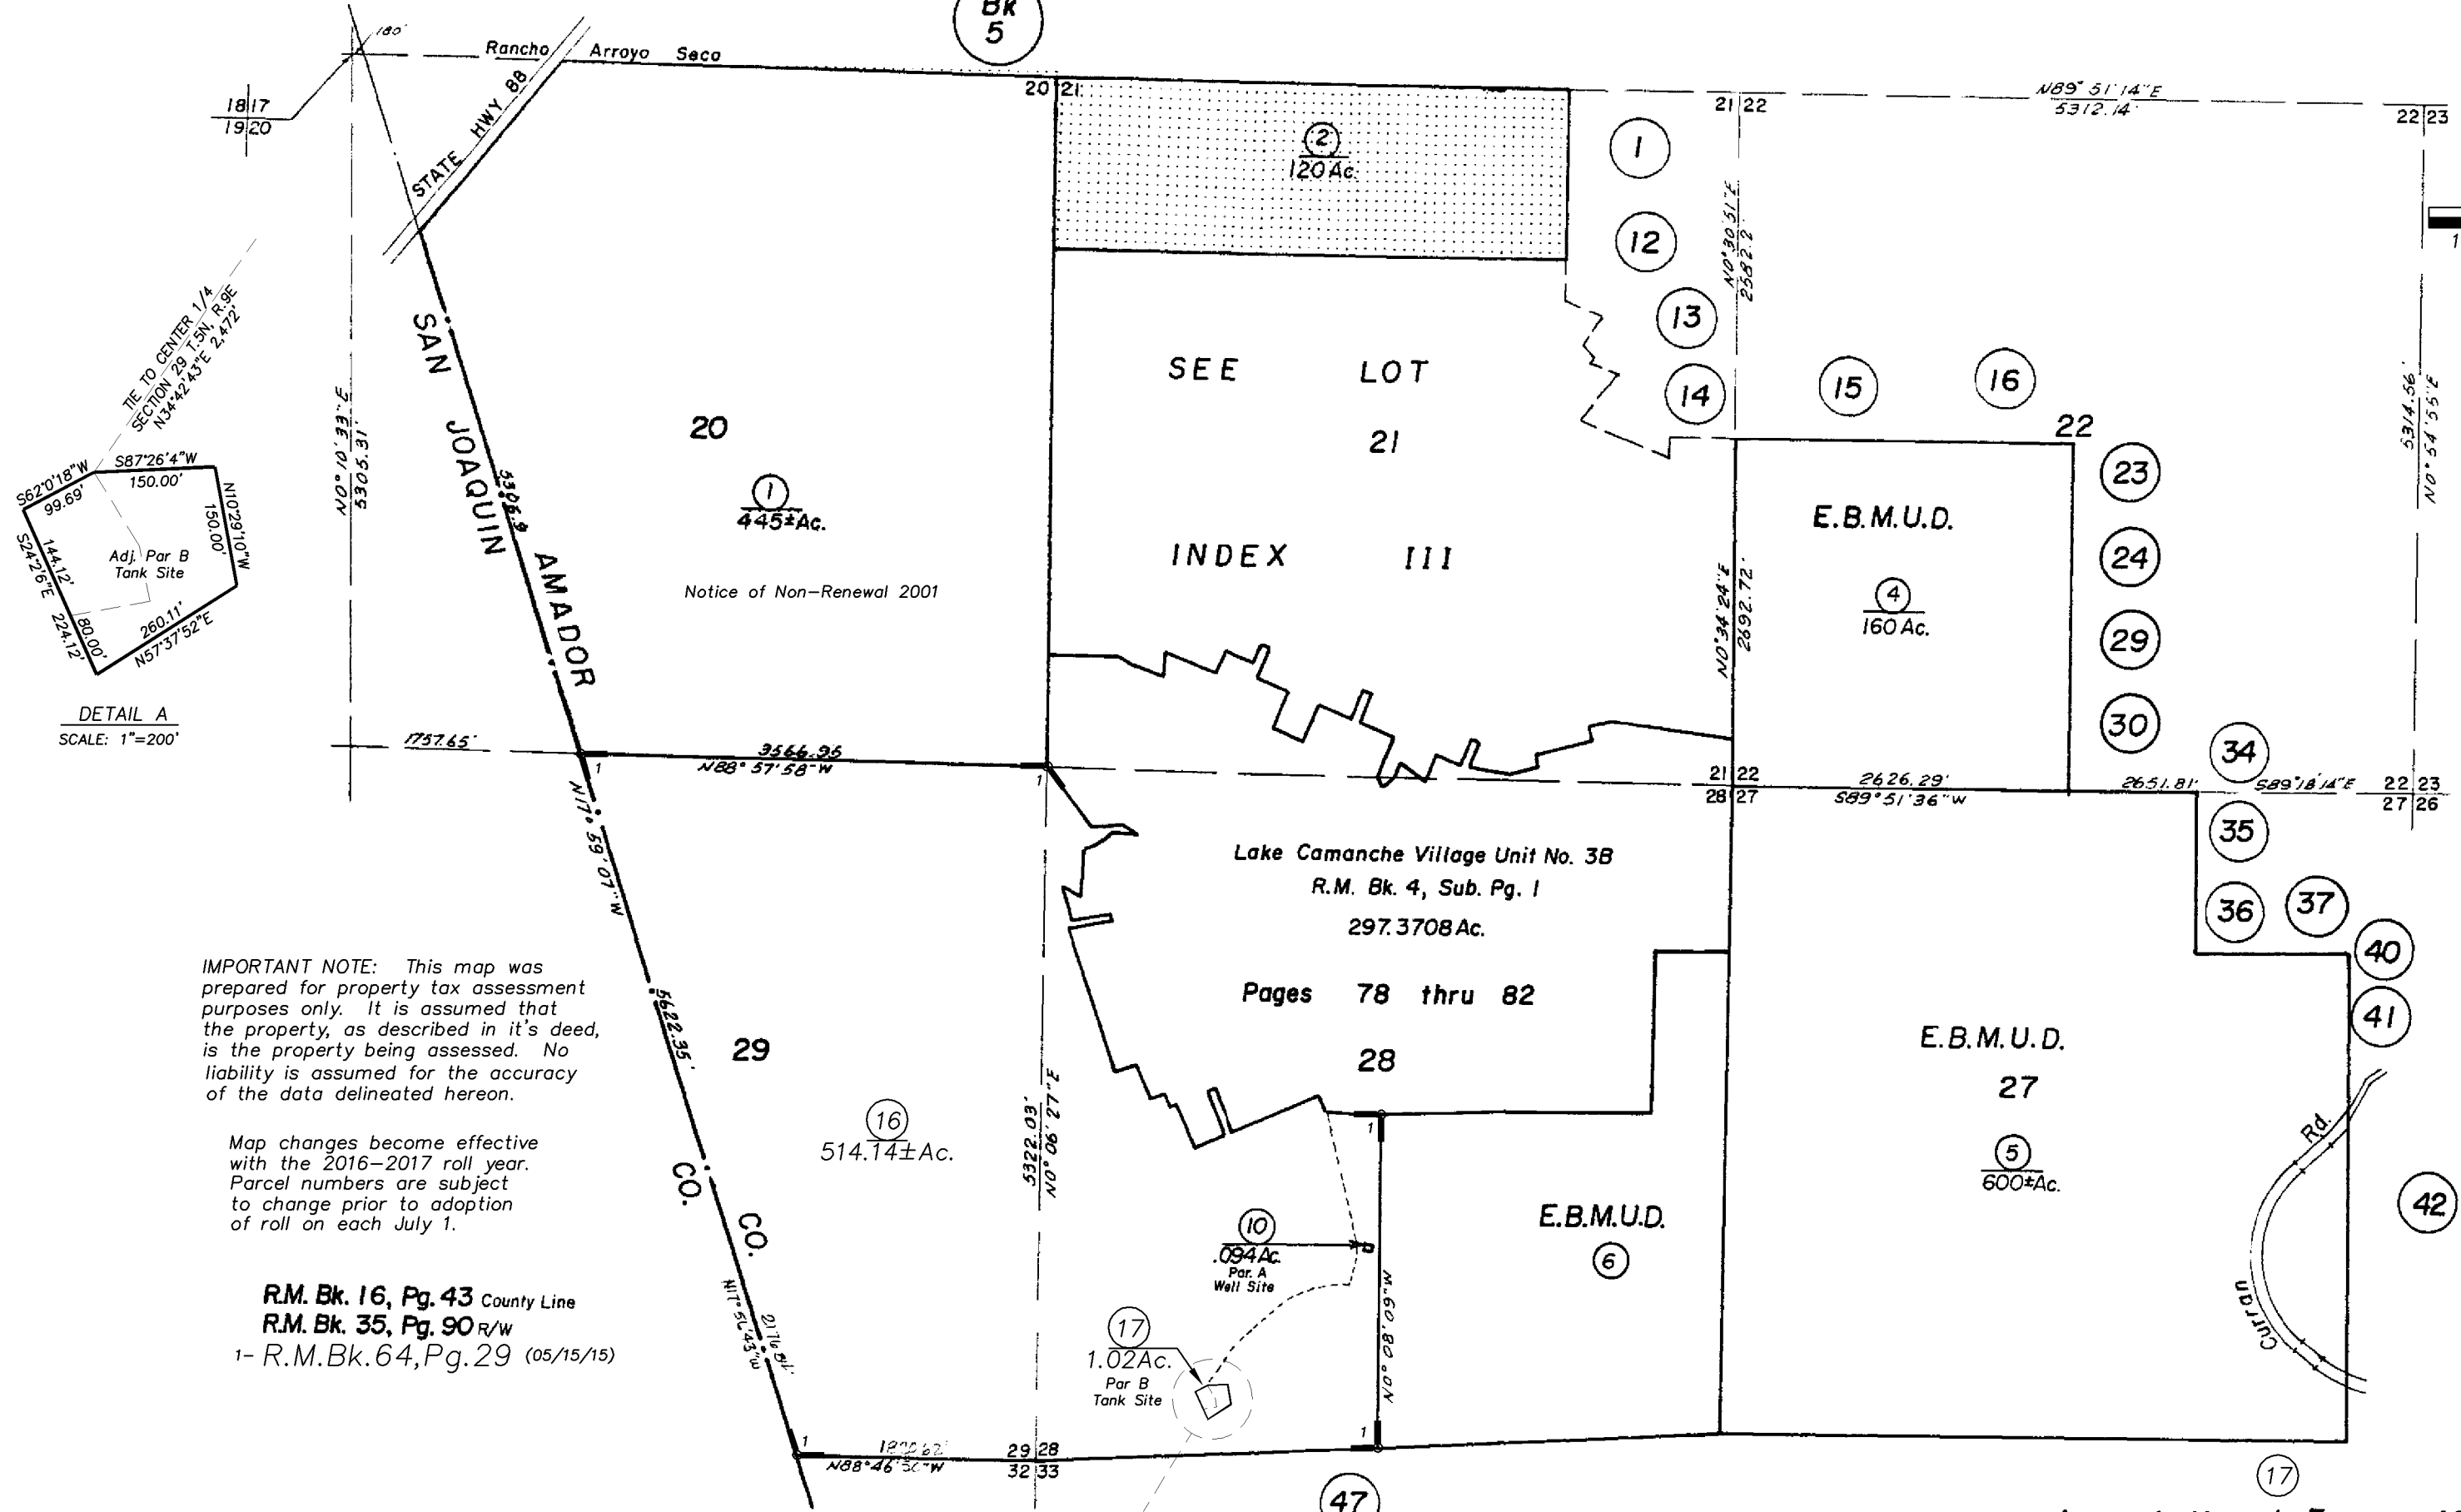 Bk
5
180'
Rancho Arroyo Seco
STATE HWY 88
18 17
19 20
20 21
21 22
N89°51'14"E
5312.14'
22 23
2
120 Ac.
1
12
13
14
15
16
N0°30'51"E
2582.2'
1
TIE TO CENTER 1/4
SECTION 29 T.5N, R.9E
N34°42'43"E 2,472'
N0°01'33"E
5305.31'
SAN JOAQUIN
5306.9
AMADOR
20
1
445±Ac.
Notice of Non-Renewal 2001
SEE LOT
21
INDEX III
22
E.B.M.U.D.
4
160 Ac.
N0°34'24"E
2692.72'
5314.56'
N0°54'55"E
23
24
29
30
34
35
36
37
40
41
42
S62°0'18"W
99.69'
S87°26'4"W
150.00'
N10°29'10"W
150.00'
Adj. Par B
Tank Site
144.12'
S24°2'6"E
224.12'
80.00'
260.11'
N57°37'52"E
DETAIL A
SCALE: 1"=200'
1757.65'
3566.95
N88°57'58"W
1
1
21 22
28 27
2626.29'
S89°51'36"W
2651.81'
S89°18'14"E
22 23
27 26
N17°59'07"W
5622.35'
Lake Camanche Village Unit No. 3B
R.M. Bk. 4, Sub. Pg. 1
297.3708 Ac.
Pages 78 thru 82
28
IMPORTANT NOTE: This map was
prepared for property tax assessment
purposes only. It is assumed that
the property, as described in it's deed,
is the property being assessed. No
liability is assumed for the accuracy
of the data delineated hereon.
Map changes become effective
with the 2016-2017 roll year.
Parcel numbers are subject
to change prior to adoption
of roll on each July 1.
R.M. Bk. 16, Pg. 43 County Line
R.M. Bk. 35, Pg. 90 R/W
1- R.M.Bk.64,Pg.29 (05/15/15)
29
16
514.14±Ac.
CO.
CO.
5322.03'
N0°06'27"E
E.B.M.U.D.
27
5
600±Ac.
Curran Rd.
E.B.M.U.D.
6
1
10
.094Ac.
Par. A
Well Site
N0°08'09"W
17
1.02Ac.
Par B
Tank Site
1
1
29 28
32 33
47
17